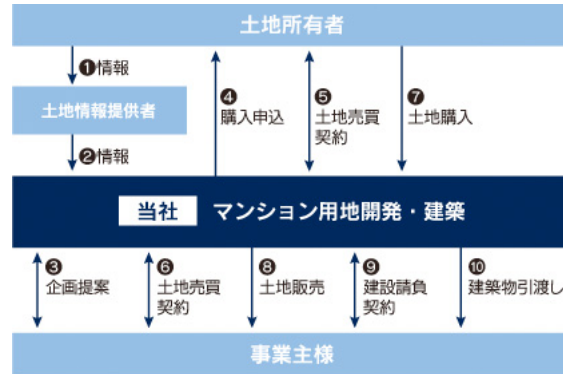 土地所有者
❶情報
土地情報提供者
❷情報
❹
購入申込
❺
土地売買
契約
❼
土地購入
当社 マンション用地開発・建築
❸
企画提案
❻
土地売買
契約
❽
土地販売
❾
建設請負
契約
❿
建築物引渡し
事業主様